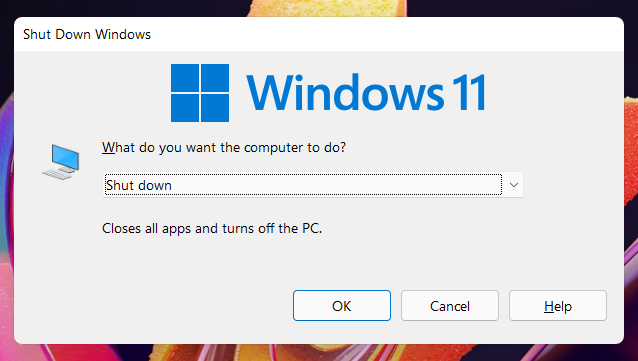 Shut Down Windows
Windows 11
What do you want the computer to do?
Shut down
Closes all apps and turns off the PC.
OK Cancel Help